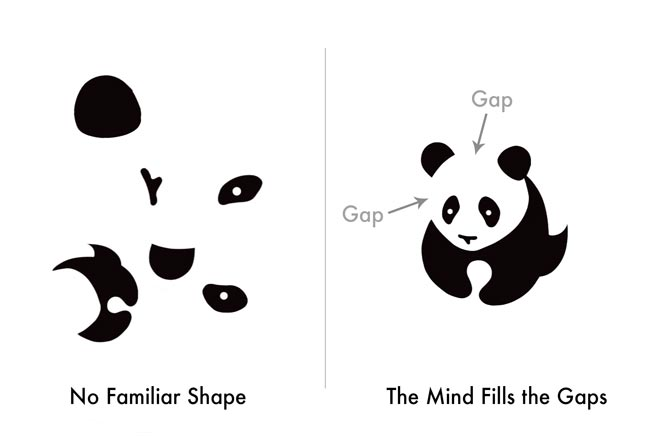 Gap
Gap
No Familiar Shape
The Mind Fills the Gaps